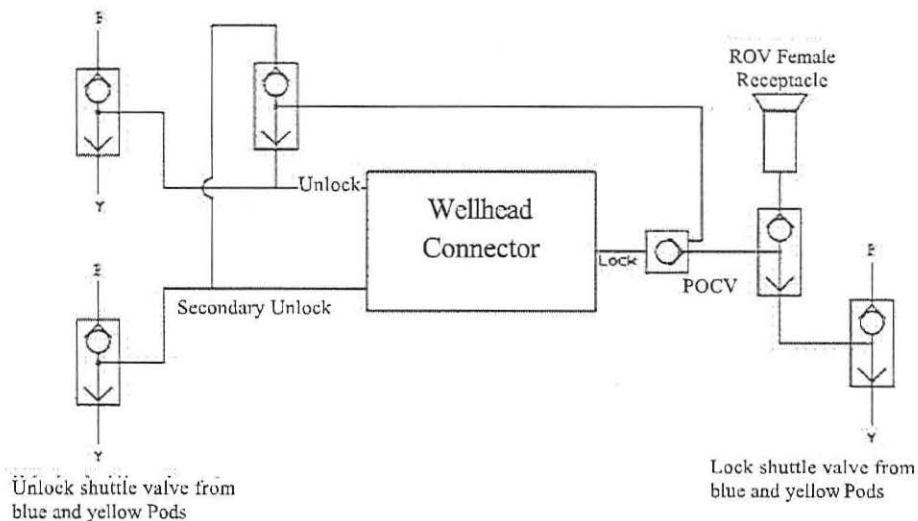 B
ROV Female
Receptacle
Y
Unlock
Wellhead
Connector
Lock
POCV
B
B
Secondary Unlock
Y
Y
Unlock shuttle valve from
blue and yellow Pods
Lock shuttle valve from
blue and yellow Pods